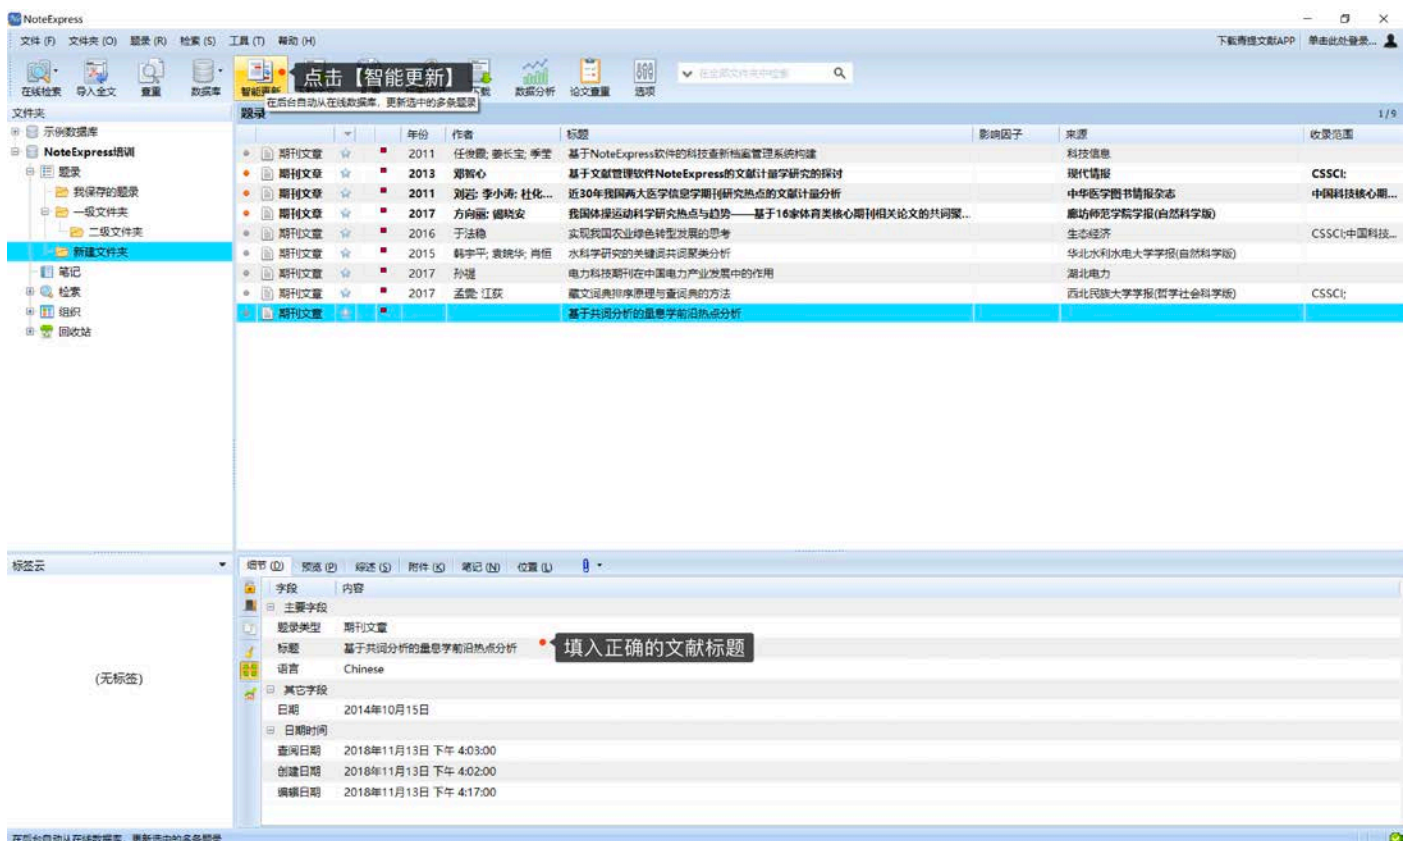 NoteExpress
文件 (F) 文件夹 (O) 题录 (R) 检索 (S) 工具 (T) 帮助 (H) 下载青提文献APP 单击此处登录...
在线检索 导入全文 查重 数据库 智能更新 点击【智能更新】 下载 数据分析 论文查重 选项 在全部文件夹中检索
在后台自动从在线数据库，更新选中的多条题录
文件夹 题录 1/9
年份 作者 标题 影响因子 来源 收录范围
示例数据库
NoteExpress培训
题录
我保存的题录
一级文件夹
二级文件夹
新建文件夹
笔记
检索
组织
回收站
期刊文章 2011 任俊霞; 姜长宝; 季莹 基于NoteExpress软件的科技查新档案管理系统构建 科技信息
期刊文章 2013 邓智心 基于文献管理软件NoteExpress的文献计量学研究的探讨 现代情报 CSSCI;
期刊文章 2011 刘岩; 李小涛; 杜化... 近30年我国两大医学信息学期刊研究热点的文献计量分析 中华医学图书情报杂志 中国科技核心期...
期刊文章 2017 方向丽; 阚晓安 我国体操运动科学研究热点与趋势——基于16家体育类核心期刊相关论文的共词聚... 廊坊师范学院学报(自然科学版)
期刊文章 2016 于法稳 实现我国农业绿色转型发展的思考 生态经济 CSSCI;中国科技...
期刊文章 2015 韩宇平; 袁晓华; 肖恒 水科学研究的关键词共词聚类分析 华北水利水电大学学报(自然科学版)
期刊文章 2017 孙媞 电力科技期刊在中国电力产业发展中的作用 湖北电力
期刊文章 2017 孟雯; 江荻 藏文词典排序原理与查词典的方法 西北民族大学学报(哲学社会科学版) CSSCI;
期刊文章 基于共词分析的量息学前沿热点分析
标签云
(无标签)
细节 (D) 预览 (P) 综述 (S) 附件 (K) 笔记 (N) 位置 (L)
字段 内容
主要字段
题录类型 期刊文章
标题 基于共词分析的量息学前沿热点分析 填入正确的文献标题
语言 Chinese
其它字段
日期 2014年10月15日
日期时间
查阅日期 2018年11月13日 下午 4:03:00
创建日期 2018年11月13日 下午 4:02:00
编辑日期 2018年11月13日 下午 4:17:00
在后台自动从在线数据库，更新选中的多条题录